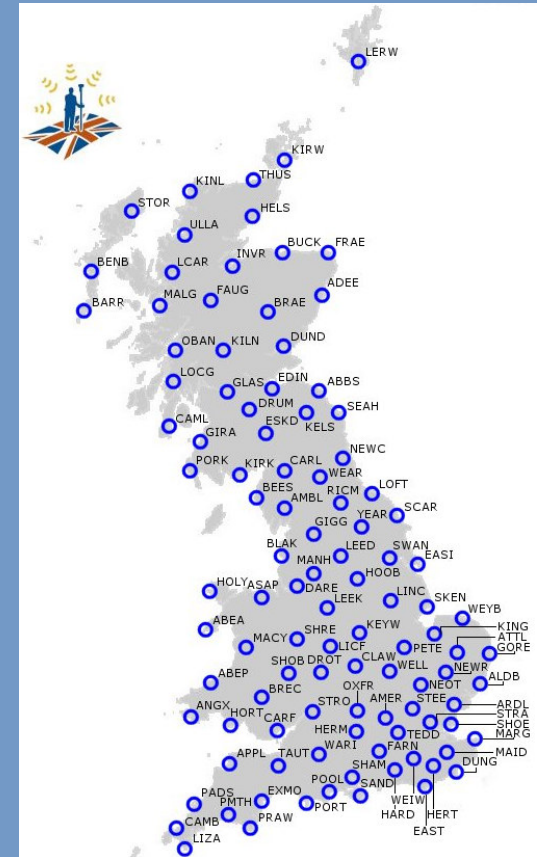 LERW
KIRW
THUS
KINL
STOR
HELS
ULLA
BUCK FRAE
INVR
BENB LCAR
ADEE
FAUG
MALG
BARR BRAE
OBAN KILN DUND
LOCG
GLAS EDIN ABBS
DRUM
SEAH
CAML ESKD KELS
GIRA
NEWC
PORK KIRK CARL WEAR
BEES RICM LOFT
AMBL
SCAR
GIGG YEAR
BLAK LEED SWAN
EASI
MANH
HOOB
HOLY ASAP DARE
LINC SKEN
LEEK WEYB
ABEA KEYW KING
MACY SHRE ATTL
LICF PETE GORE
SHOB DROT CLAW WELL NEWR
ABEP NEOT ALDB
BREC OXFR AMER STEE
ARDL
ANGX STRO STRA
HORT CARF HERM TEDD SHOE
MARG
WARI FARN
APPL TAUT MAID
SHAM DUNG
POOL SAND
PADS EXMO WEIW
PMTH PORT HERT
CAMB PRAW HARD
EAST
LIZA